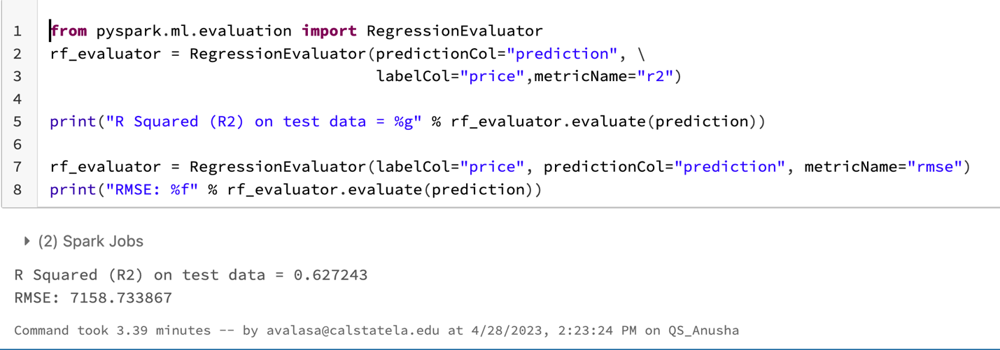 1 from pyspark.ml.evaluation import RegressionEvaluator
2 rf_evaluator = RegressionEvaluator(predictionCol="prediction", \
3 labelCol="price",metricName="r2")
4
5 print("R Squared (R2) on test data = %g" % rf_evaluator.evaluate(prediction))
6
7 rf_evaluator = RegressionEvaluator(labelCol="price", predictionCol="prediction", metricName="rmse")
8 print("RMSE: %f" % rf_evaluator.evaluate(prediction))
(2) Spark Jobs
R Squared (R2) on test data = 0.627243
RMSE: 7158.733867
Command took 3.39 minutes -- by avalasa@calstatela.edu at 4/28/2023, 2:23:24 PM on QS_Anusha